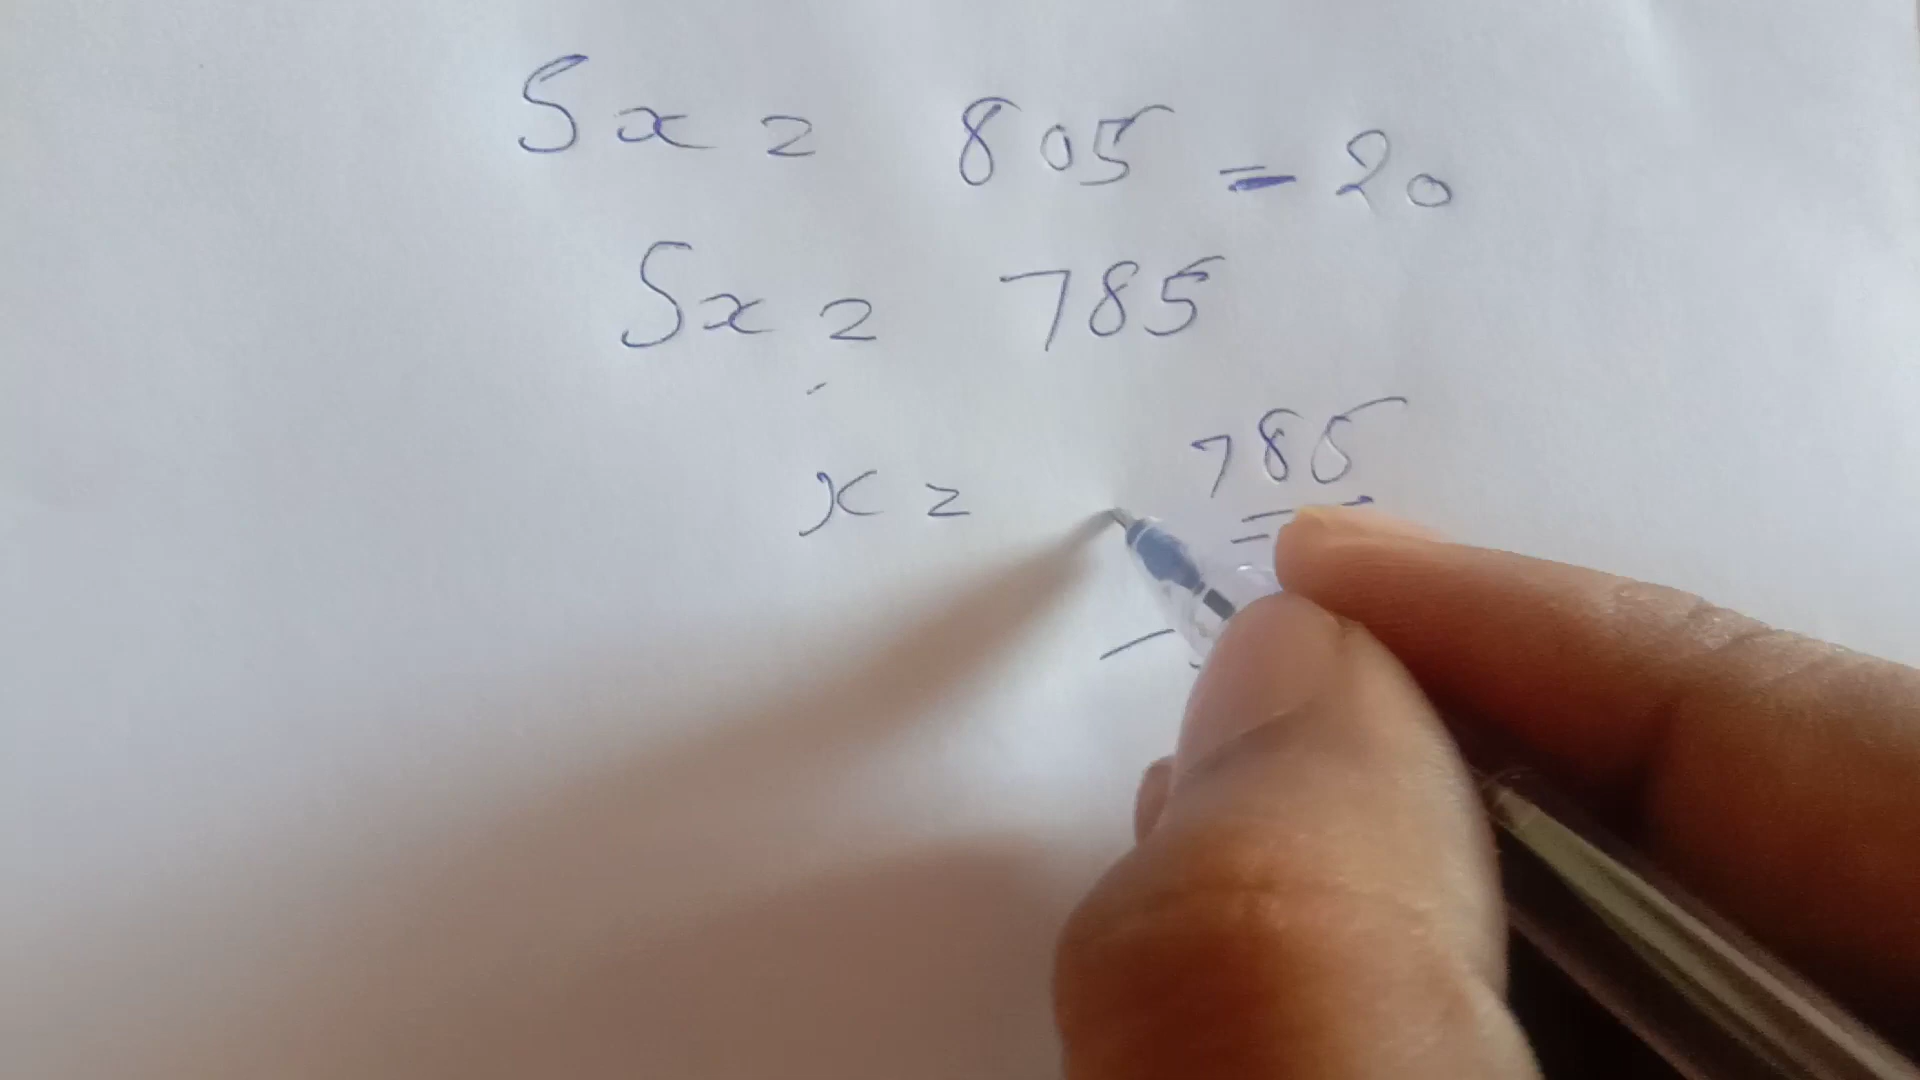 5x = 805 - 20
5x = 785
x = 785